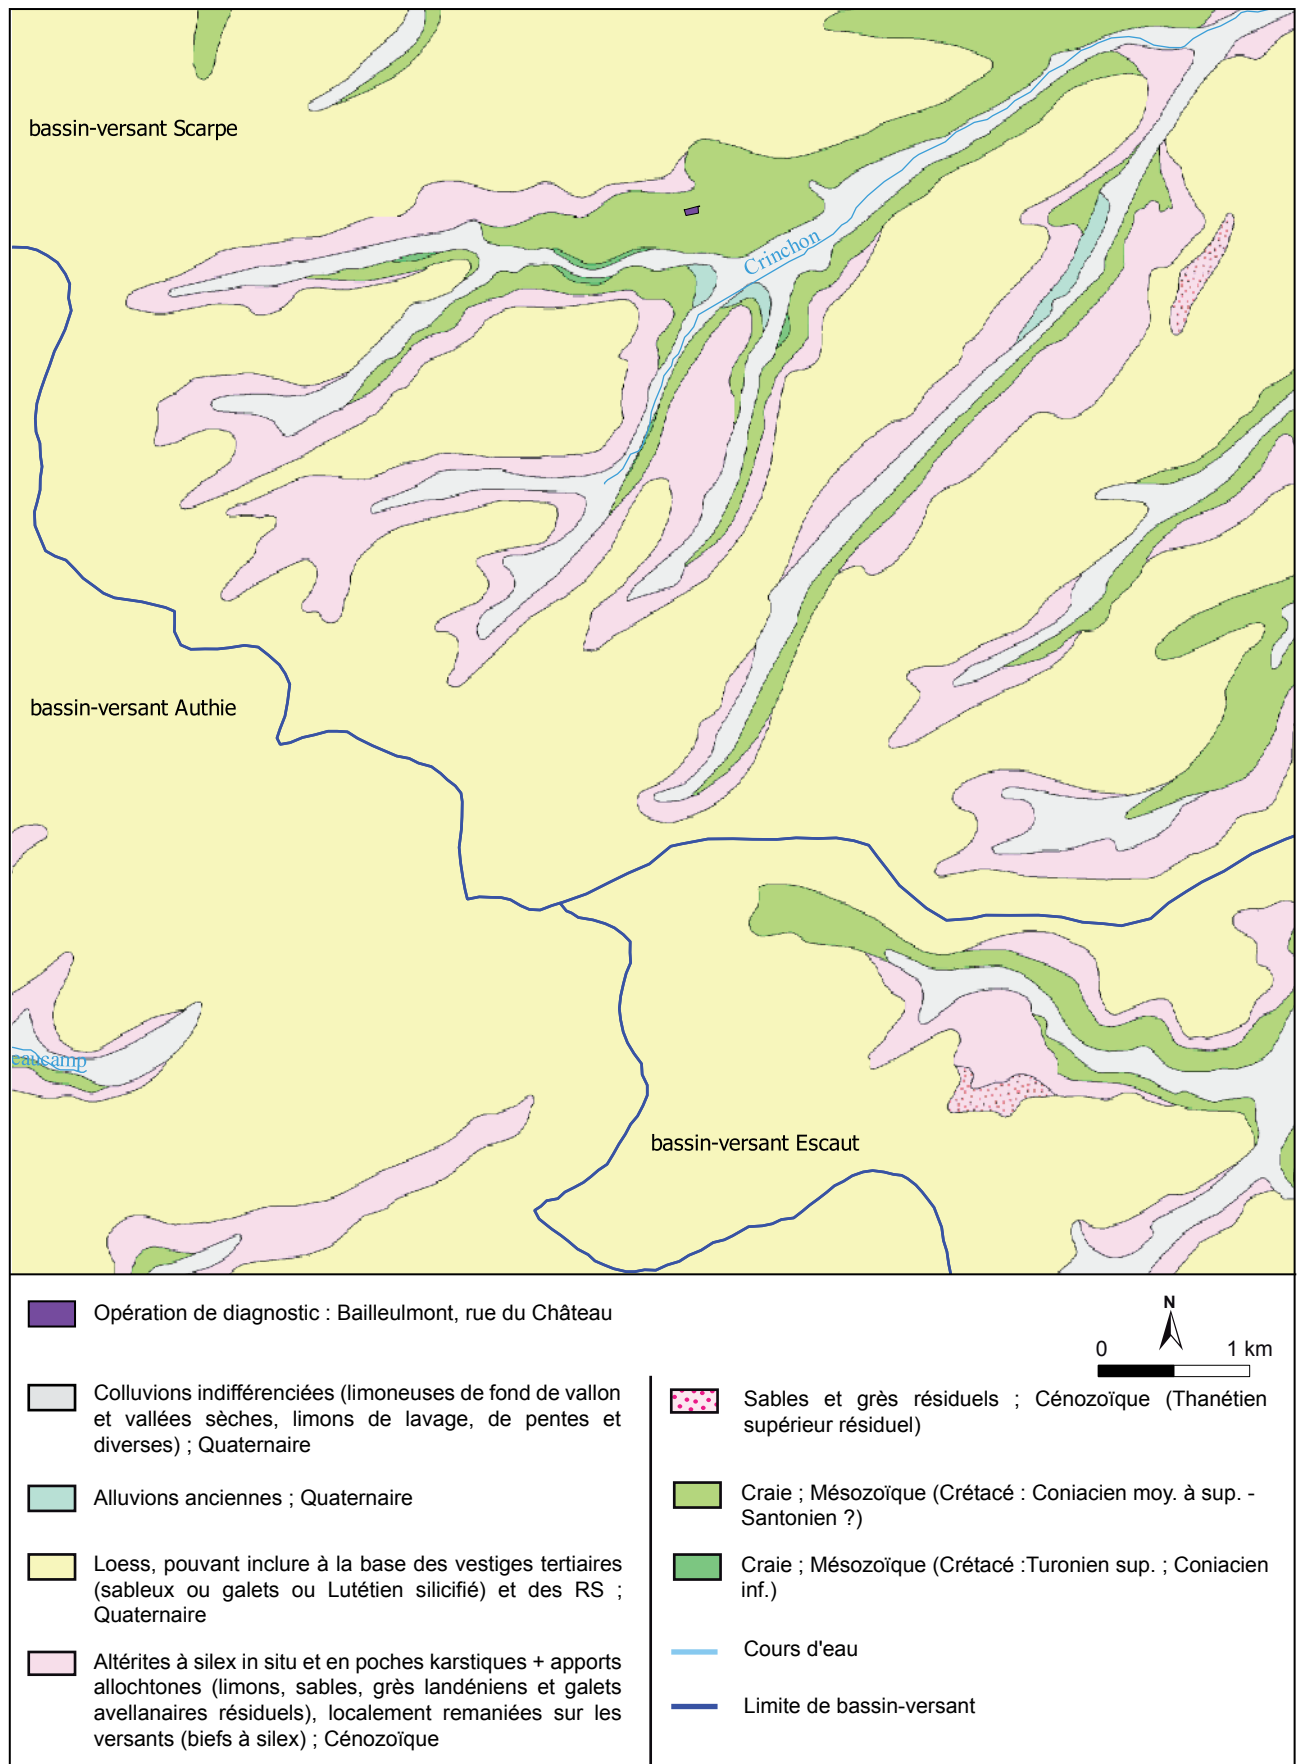 bassin-versant Scarpe
Crinchon
bassin-versant Authie
eaucamp
bassin-versant Escaut
Opération de diagnostic : Bailleulmont, rue du Château
N
0 1 km
Colluvions indifférenciées (limoneuses de fond de vallon
et vallées sèches, limons de lavage, de pentes et
diverses) ; Quaternaire
Alluvions anciennes ; Quaternaire
Loess, pouvant inclure à la base des vestiges tertiaires
(sableux ou galets ou Lutétien silicifié) et des RS ;
Quaternaire
Altérites à silex in situ et en poches karstiques + apports
allochtones (limons, sables, grès landéniens et galets
avellanaires résiduels), localement remaniées sur les
versants (biefs à silex) ; Cénozoïque
Sables et grès résiduels ; Cénozoïque (Thanétien
supérieur résiduel)
Craie ; Mésozoïque (Crétacé : Coniacien moy. à sup. -
Santonien ?)
Craie ; Mésozoïque (Crétacé :Turonien sup. ; Coniacien
inf.)
Cours d'eau
Limite de bassin-versant